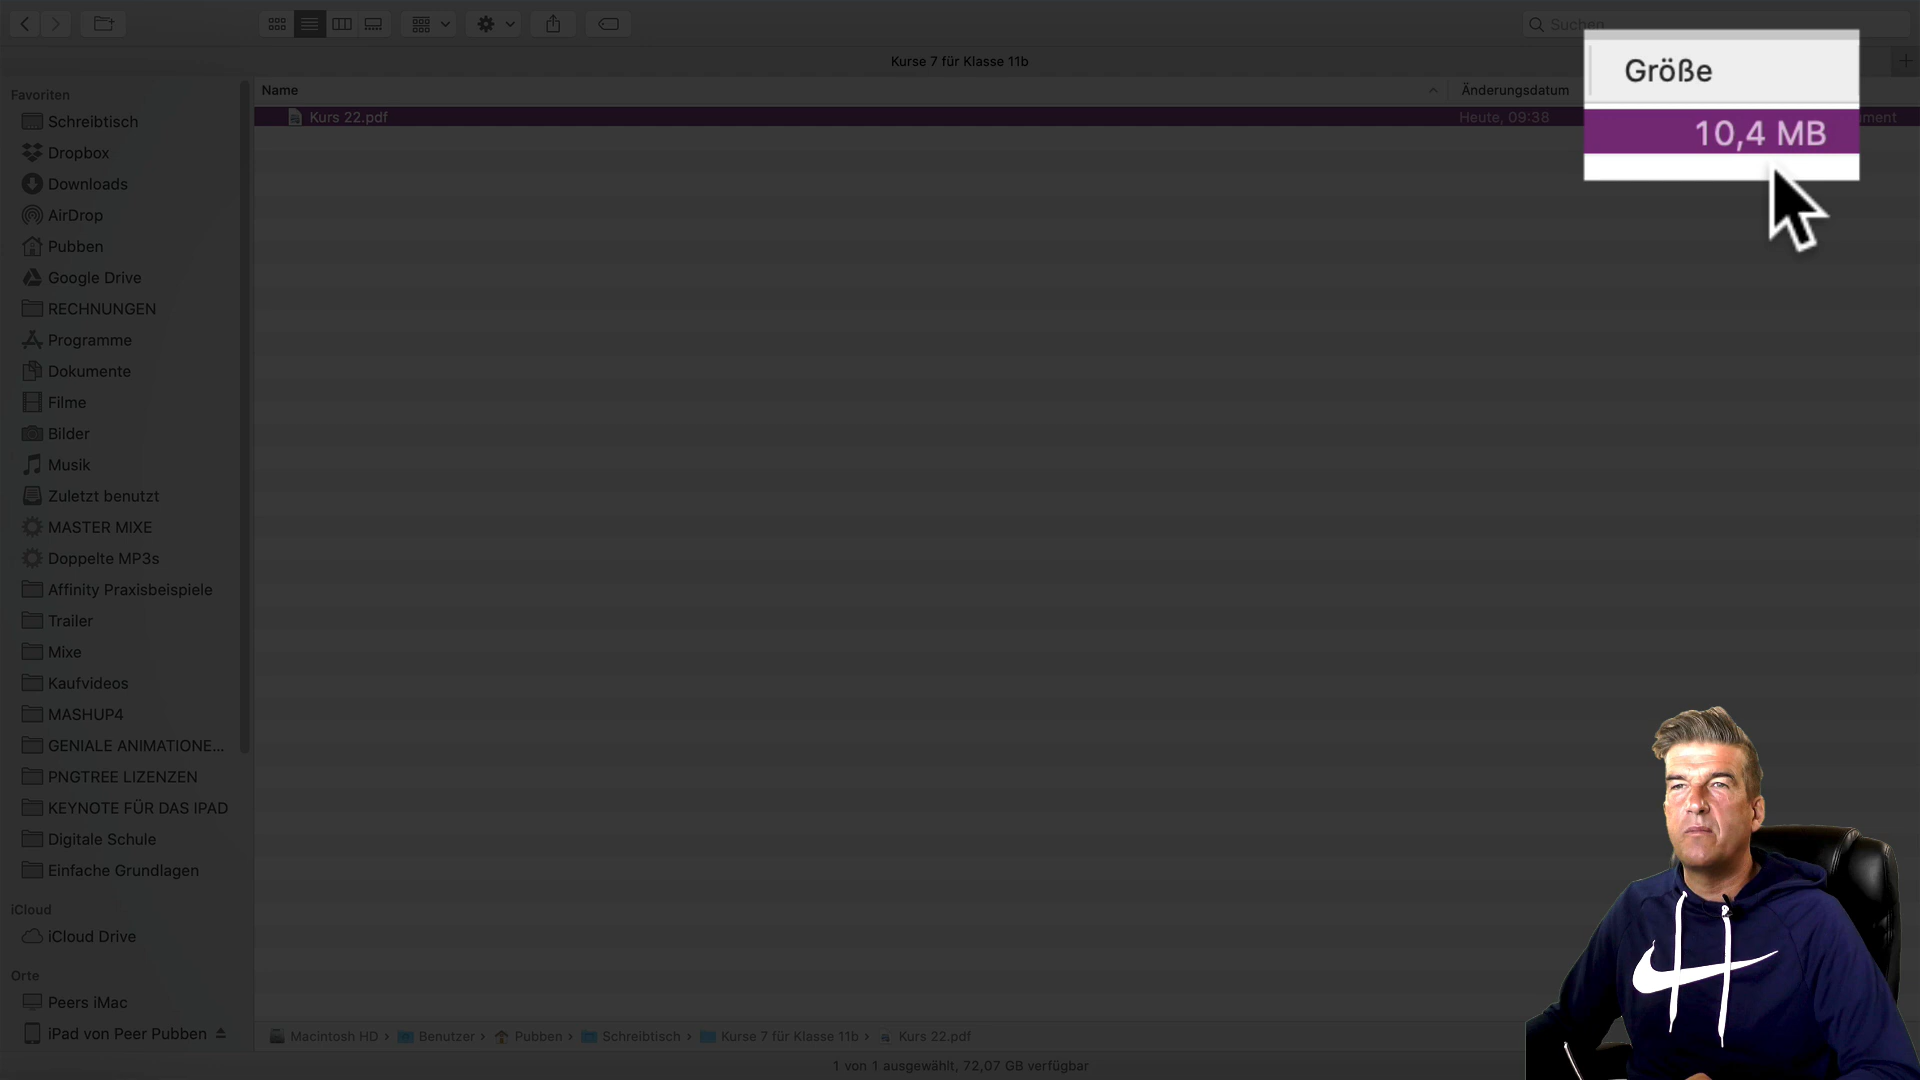 Suchen
Kurse 7 für Klasse 11b
Größe
Name
Änderungsdatum
Kurs 22.pdf
Heute, 09:38
10,4 MB
ment
Favoriten
Schreibtisch
Dropbox
Downloads
AirDrop
Pubben
Google Drive
RECHNUNGEN
Programme
Dokumente
Filme
Bilder
Musik
Zuletzt benutzt
MASTER MIXE
Doppelte MP3s
Affinity Praxisbeispiele
Trailer
Mixe
Kaufvideos
MASHUP4
GENIALE ANIMATIONE...
PNGTREE LIZENZEN
KEYNOTE FÜR DAS IPAD
Digitale Schule
Einfache Grundlagen
iCloud
iCloud Drive
Orte
Peers iMac
iPad von Peer Pubben
Macintosh HD › Benutzer › Pubben › Schreibtisch › Kurse 7 für Klasse 11b › Kurs 22.pdf
1 von 1 ausgewählt, 72,07 GB verfügbar